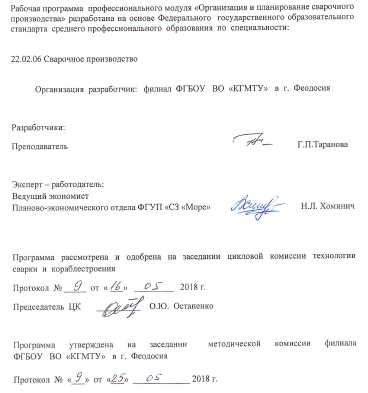 Рабочая программа профессионального модуля «Организация и планирование сварочного
производства» разработана на основе Федерального государственного образовательного
стандарта среднего профессионального образования по специальности:
22.02.06 Сварочное производство
Организация разработчик: филиал ФГБОУ ВО «КГМТУ» в г. Феодосия
Разработчики:
Преподаватель Г.П.Таранова
Эксперт – работодатель:
Ведущий экономист
Планово-экономического отдела ФГУП «СЗ «Море» Н.Л. Хоминич
Программа рассмотрена и одобрена на заседании цикловой комиссии технологии
сварки и кораблестроения
Протокол № 9 от «16» 05 2018 г.
Председатель ЦК О.Ю. Остапенко
Программа утверждена на заседании методической комиссии филиала
ФГБОУ ВО «КГМТУ» в г. Феодосия
Протокол № «9» от «25» 05 2018 г.